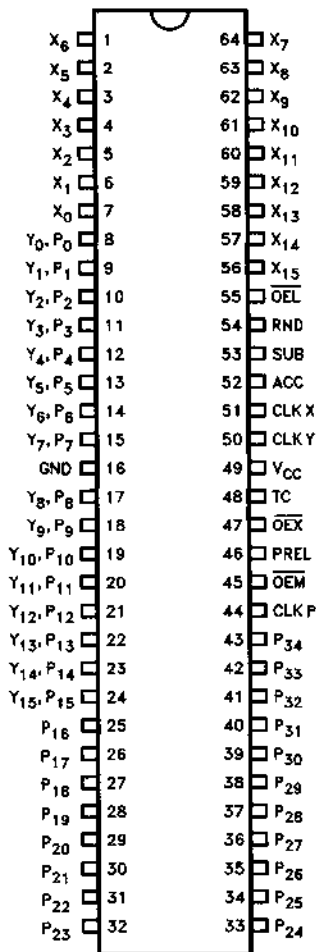 X6 1 64 X7
X5 2 63 X8
X4 3 62 X9
X3 4 61 X10
X2 5 60 X11
X1 6 59 X12
X0 7 58 X13
Y0, P0 8 57 X14
Y1, P1 9 56 X15
Y2, P2 10 55 O̅E̅L̅
Y3, P3 11 54 RND
Y4, P4 12 53 SUB
Y5, P5 13 52 ACC
Y6, P6 14 51 CLKX
Y7, P7 15 50 CLKY
GND 16 49 VCC
Y8, P8 17 48 TC
Y9, P9 18 47 O̅E̅X̅
Y10, P10 19 46 PREL
Y11, P11 20 45 O̅E̅M̅
Y12, P12 21 44 CLKP
Y13, P13 22 43 P34
Y14, P14 23 42 P33
Y15, P15 24 41 P32
P16 25 40 P31
P17 26 39 P30
P18 27 38 P29
P19 28 37 P28
P20 29 36 P27
P21 30 35 P26
P22 31 34 P25
P23 32 33 P24